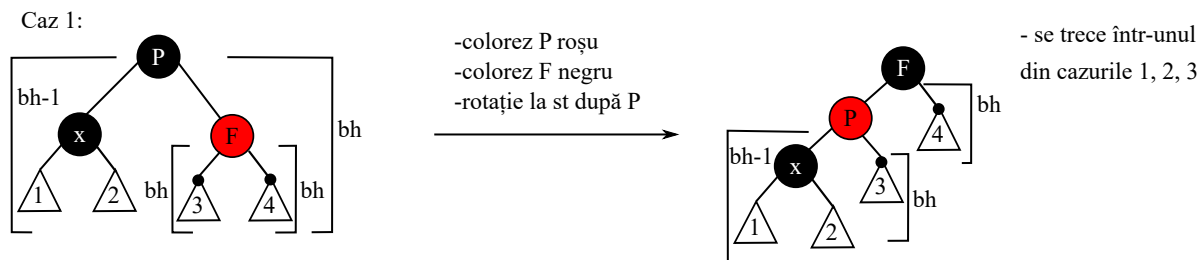 Caz 1:
P
bh-1
x
F
bh
bh
bh
1
2
3
4
-colorez P roșu
-colorez F negru
-rotație la st după P
F
P
bh
4
bh-1
x
3
bh
1
2
- se trece într-unul
din cazurile 1, 2, 3